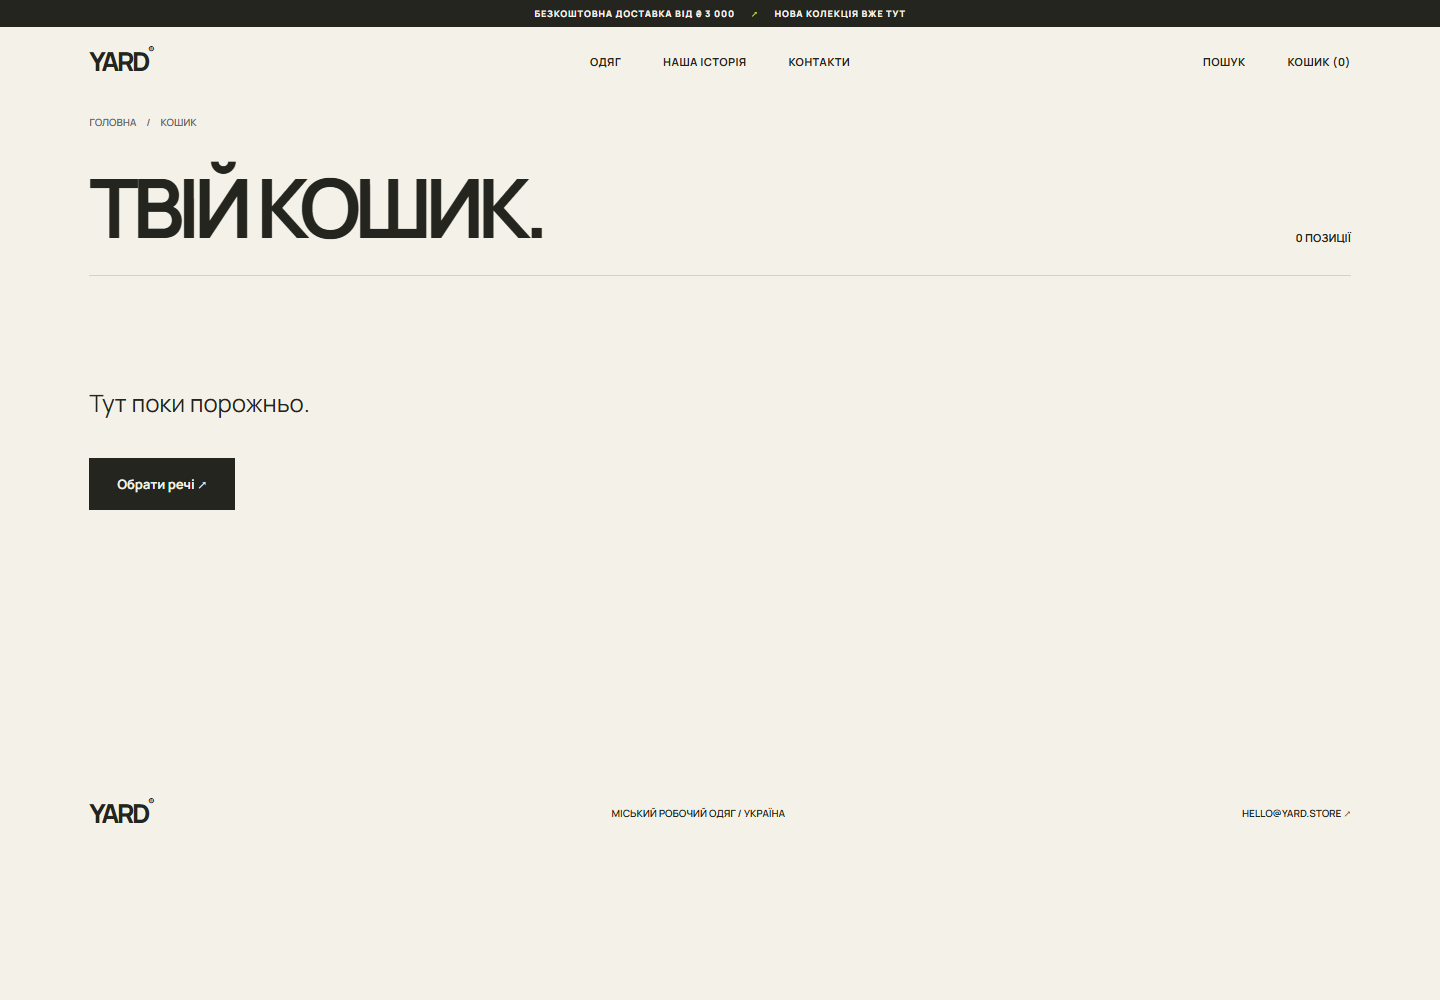 БЕЗКОШТОВНА ДОСТАВКА ВІД ₴ 3 000 ↗ НОВА КОЛЕКЦІЯ ВЖЕ ТУТ
YARD®
ОДЯГ НАША ІСТОРІЯ КОНТАКТИ ПОШУК КОШИК (0)
ГОЛОВНА / КОШИК
ТВІЙ КОШИК.
0 ПОЗИЦІЇ
Тут поки порожньо.
Обрати речі ↗
YARD®
МІСЬКИЙ РОБОЧИЙ ОДЯГ / УКРАЇНА
HELLO@YARD.STORE ↗